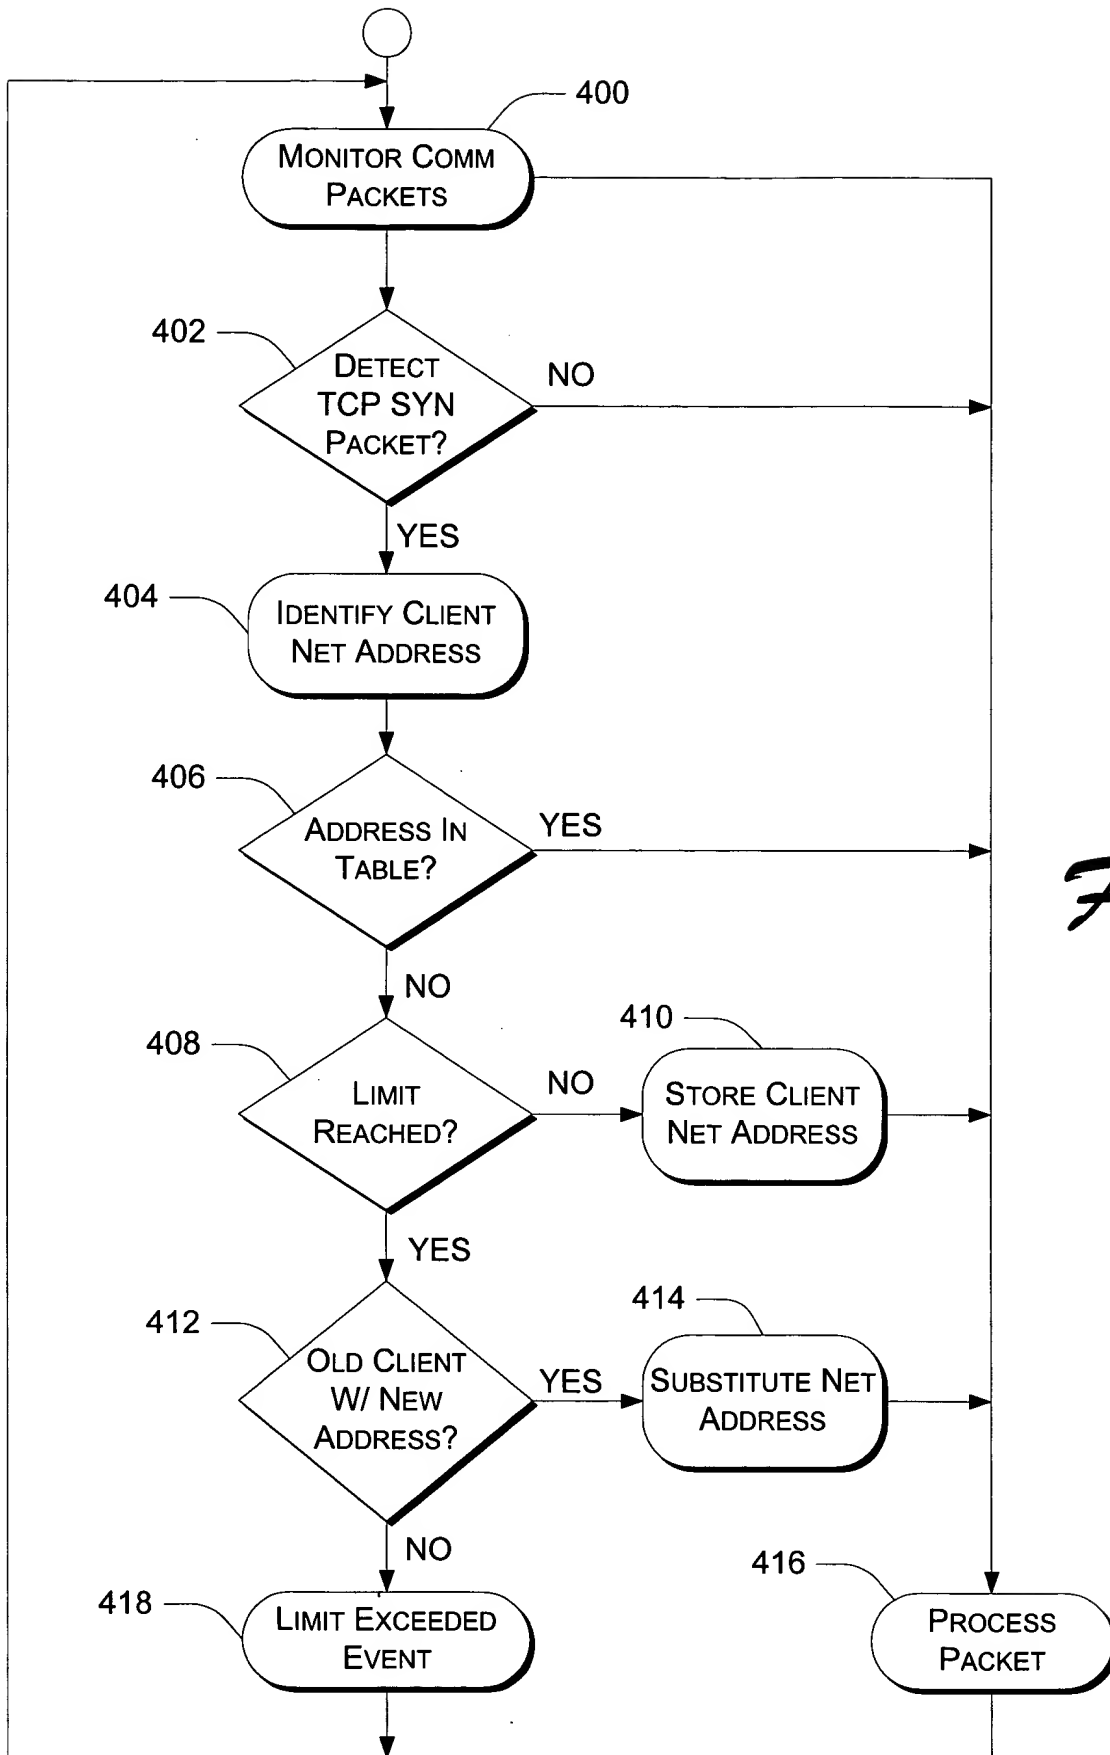 400
MONITOR COMM
PACKETS
402
DETECT
TCP SYN
PACKET?
NO
YES
404
IDENTIFY CLIENT
NET ADDRESS
406
ADDRESS IN
TABLE?
YES
NO
408
LIMIT
REACHED?
NO
410
STORE CLIENT
NET ADDRESS
YES
412
OLD CLIENT
W/ NEW
ADDRESS?
YES
414
SUBSTITUTE NET
ADDRESS
NO
418
LIMIT EXCEEDED
EVENT
416
PROCESS
PACKET